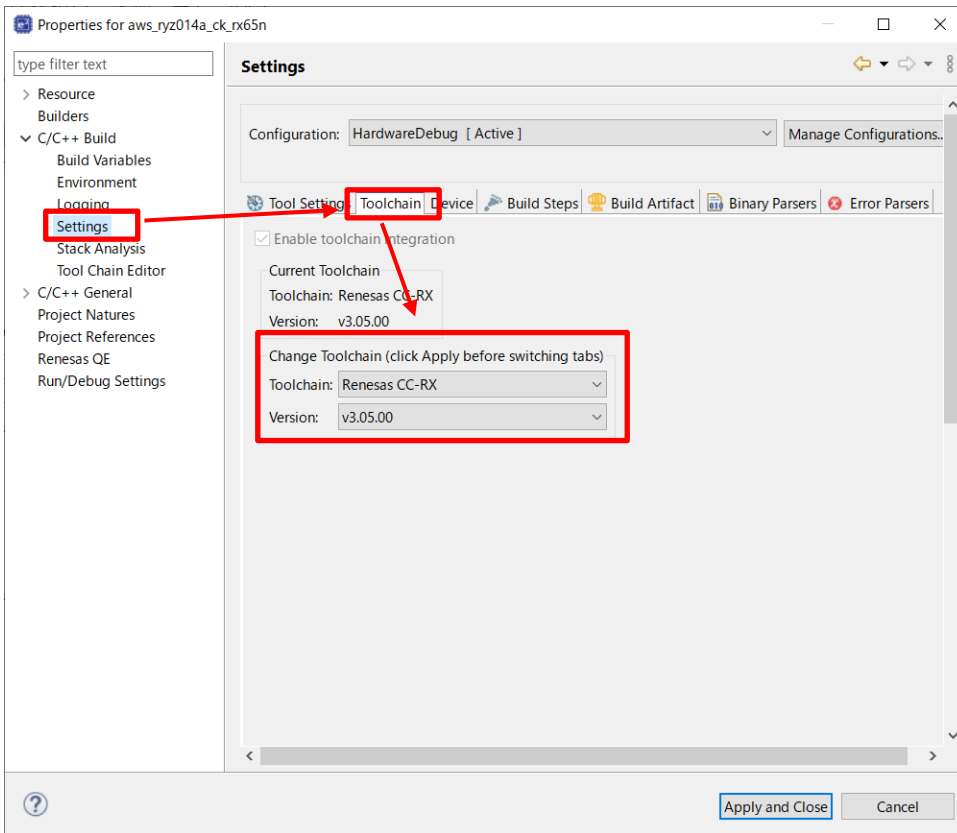 Properties for aws_ryz014a_ck_rx65n
type filter text
Resource
Builders
C/C++ Build
Build Variables
Environment
Logging
Settings
Stack Analysis
Tool Chain Editor
C/C++ General
Project Natures
Project References
Renesas QE
Run/Debug Settings
Settings
Configuration: HardwareDebug [ Active ] Manage Configurations..
Tool Settings Toolchain Device Build Steps Build Artifact Binary Parsers Error Parsers
Enable toolchain integration
Current Toolchain
Toolchain: Renesas CC-RX
Version: v3.05.00
Change Toolchain (click Apply before switching tabs)
Toolchain: Renesas CC-RX
Version: v3.05.00
Apply and Close Cancel